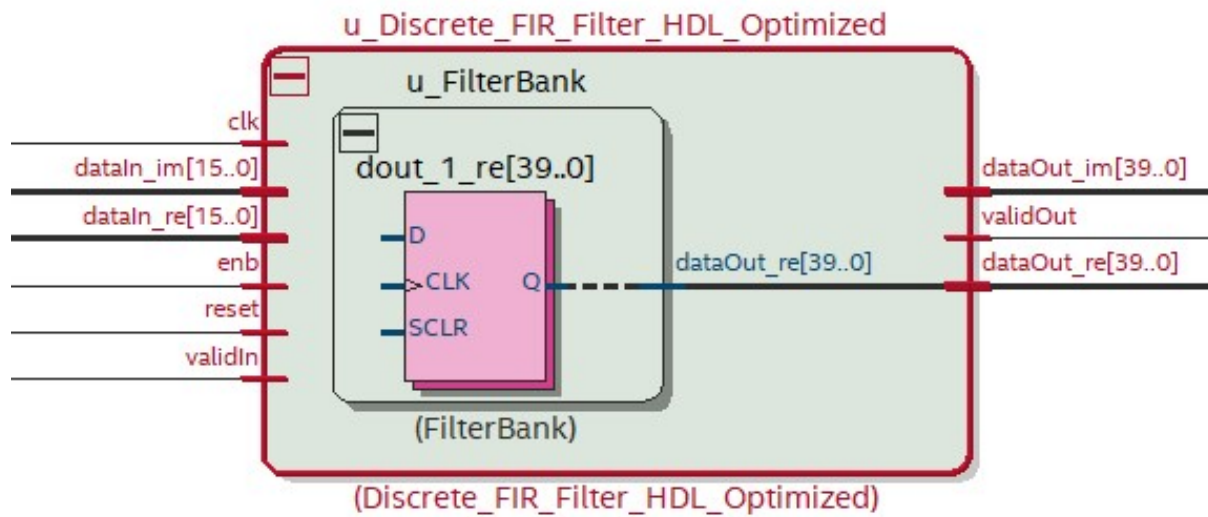 u_Discrete_FIR_Filter_HDL_Optimized
u_FilterBank
clk
dataIn_im[15..0]
dataIn_re[15..0]
enb
reset
validIn
dout_1_re[39..0]
D
CLK
Q
SCLR
dataOut_re[39..0]
dataOut_im[39..0]
validOut
dataOut_re[39..0]
(FilterBank)
(Discrete_FIR_Filter_HDL_Optimized)